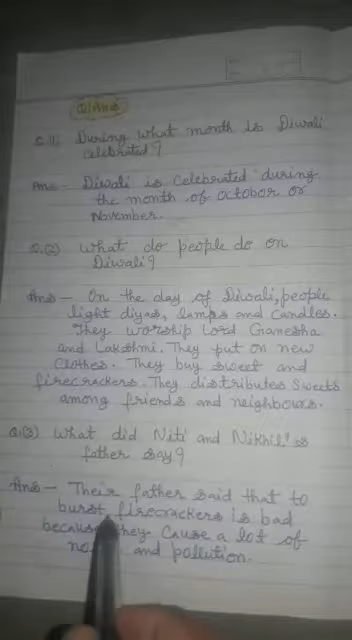 Q/Ans
Q.(1) During what month is Diwali
celebrated?
Ans - Diwali is celebrated during
the month of October or
November.
Q.(2) What do people do on
Diwali?
Ans - On the day of Diwali, people
light diyas, lamps and candles.
They worship Lord Ganesha
and Lakshmi. They put on new
clothes. They buy sweet and
firecrackers. They distributes sweets
among friends and neighbours.
Q.(3) What did Niti and Nikhil's
father say?
Ans - Their father said that to
burst firecrackers is bad
because they cause a lot of
and pollution.